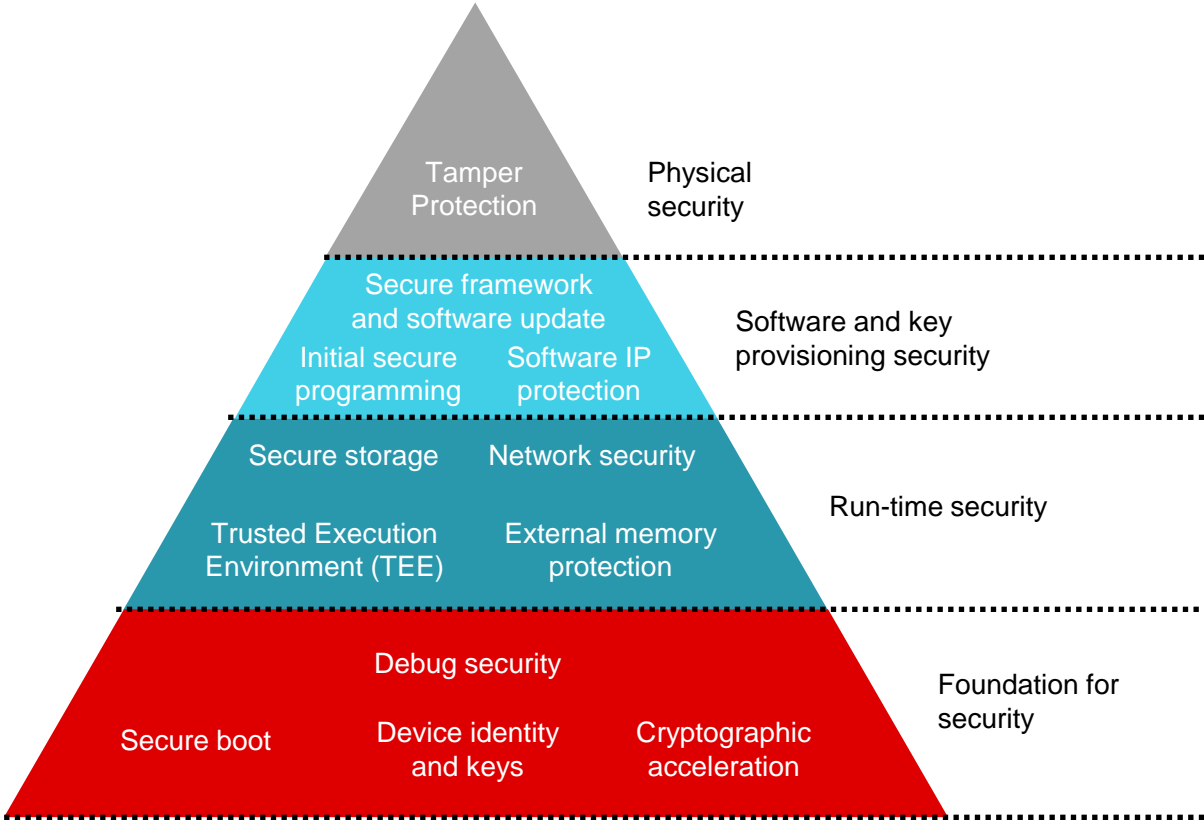 Tamper
Protection
Physical
security
Secure framework
and software update
Initial secure
programming
Software IP
protection
Software and key
provisioning security
Secure storage
Network security
Trusted Execution
Environment (TEE)
External memory
protection
Run-time security
Debug security
Secure boot
Device identity
and keys
Cryptographic
acceleration
Foundation for
security